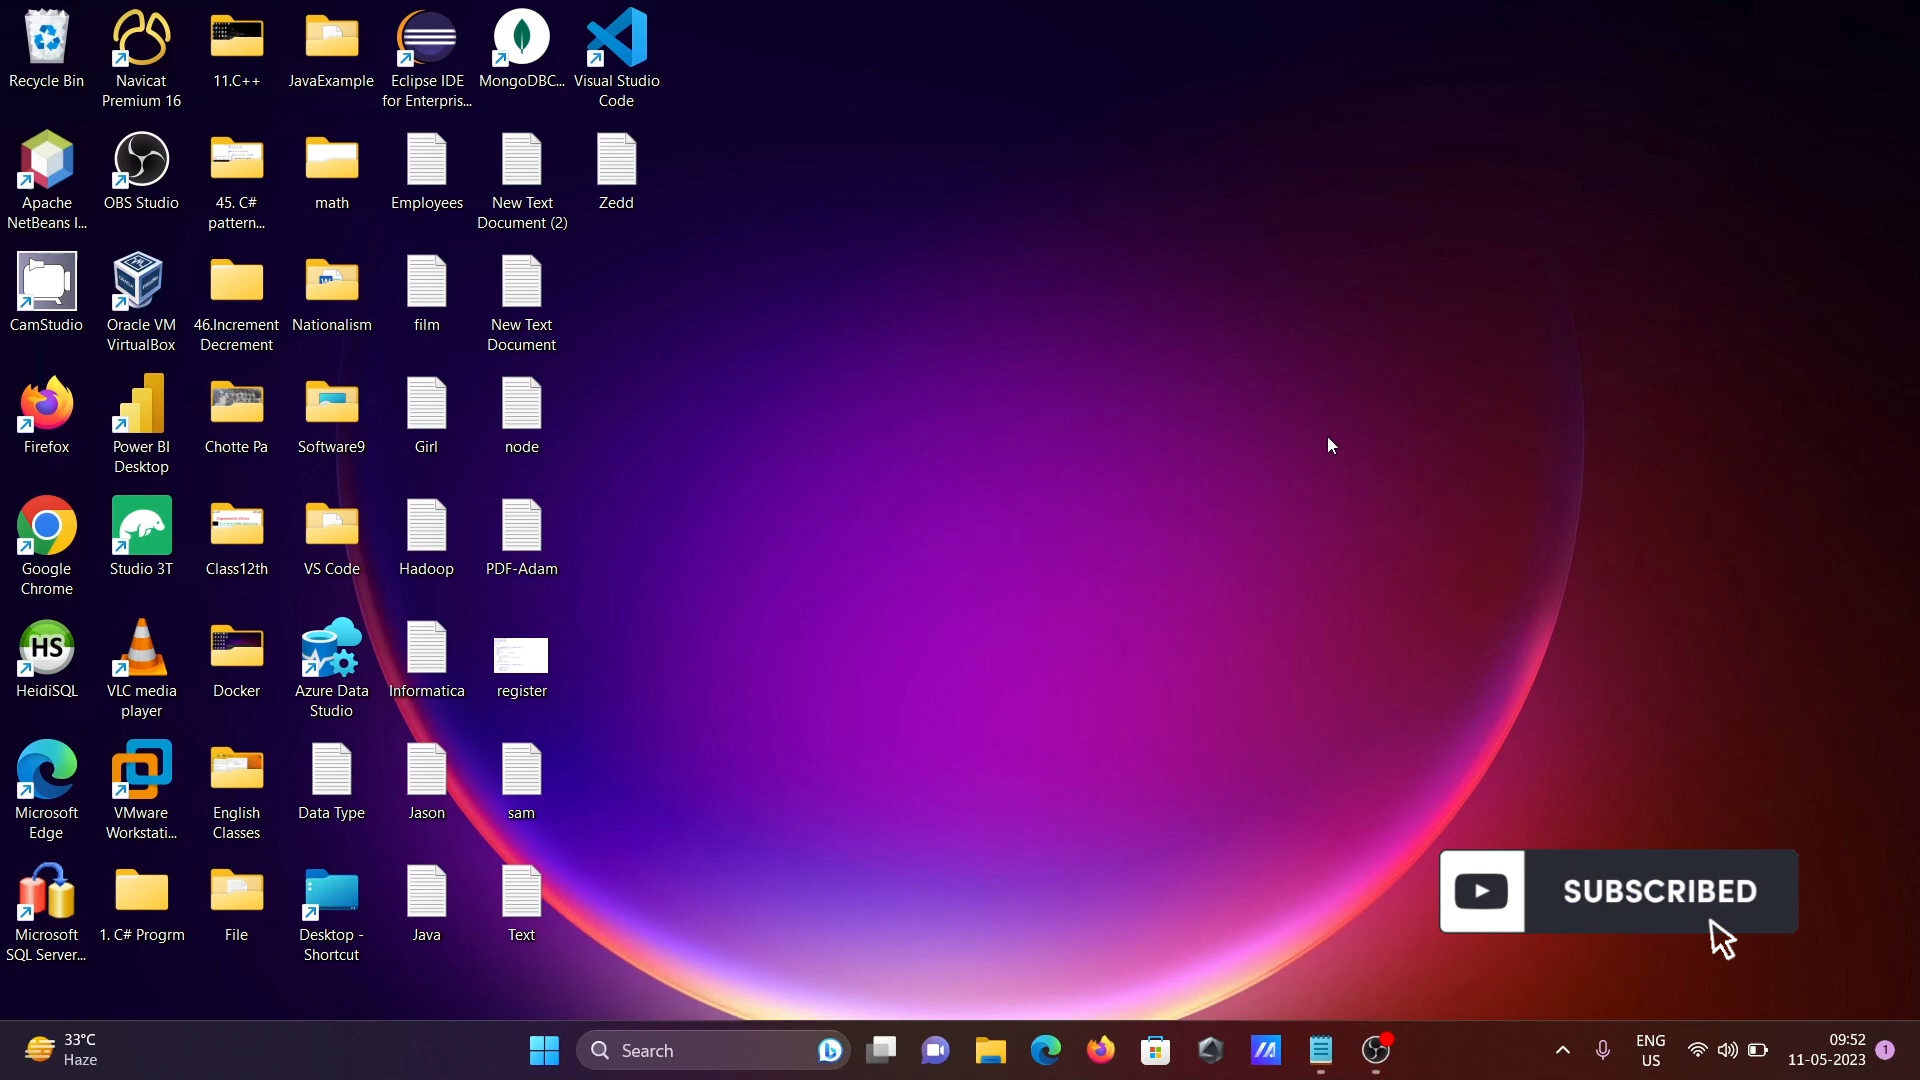 Recycle Bin
Navicat
Premium 16
11.C++
JavaExample
Eclipse IDE
for Enterpris...
MongoDBC...
Visual Studio
Code
Apache
NetBeans I...
OBS Studio
45. C#
pattern...
math
Employees
New Text
Document (2)
Zedd
CamStudio
Oracle VM
VirtualBox
46.Increment
Decrement
Nationalism
film
New Text
Document
Firefox
Power BI
Desktop
Chotte Pa
Software9
Girl
node
Google
Chrome
Studio 3T
Class12th
VS Code
Hadoop
PDF-Adam
HS
HeidiSQL
VLC media
player
Docker
Azure Data
Studio
Informatica
register
Microsoft
Edge
VMware
Workstati...
English
Classes
Data Type
Jason
sam
Microsoft
SQL Server...
1. C# Progrm
File
Desktop -
Shortcut
Java
Text
SUBSCRIBED
33°C
Haze
Search
ENG
US
09:52
11-05-2023
1